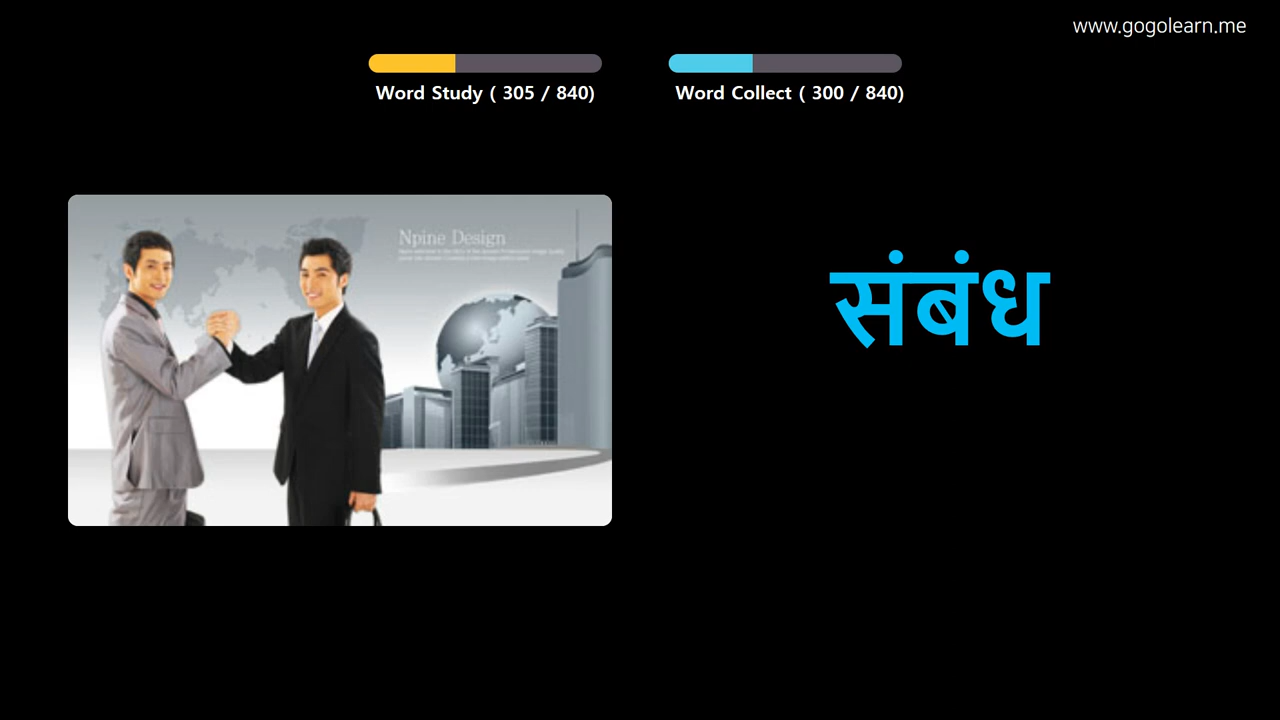 www.gogolearn.me
Word Study ( 305 / 840)
Word Collect ( 300 / 840)
Npine Design
संबंध